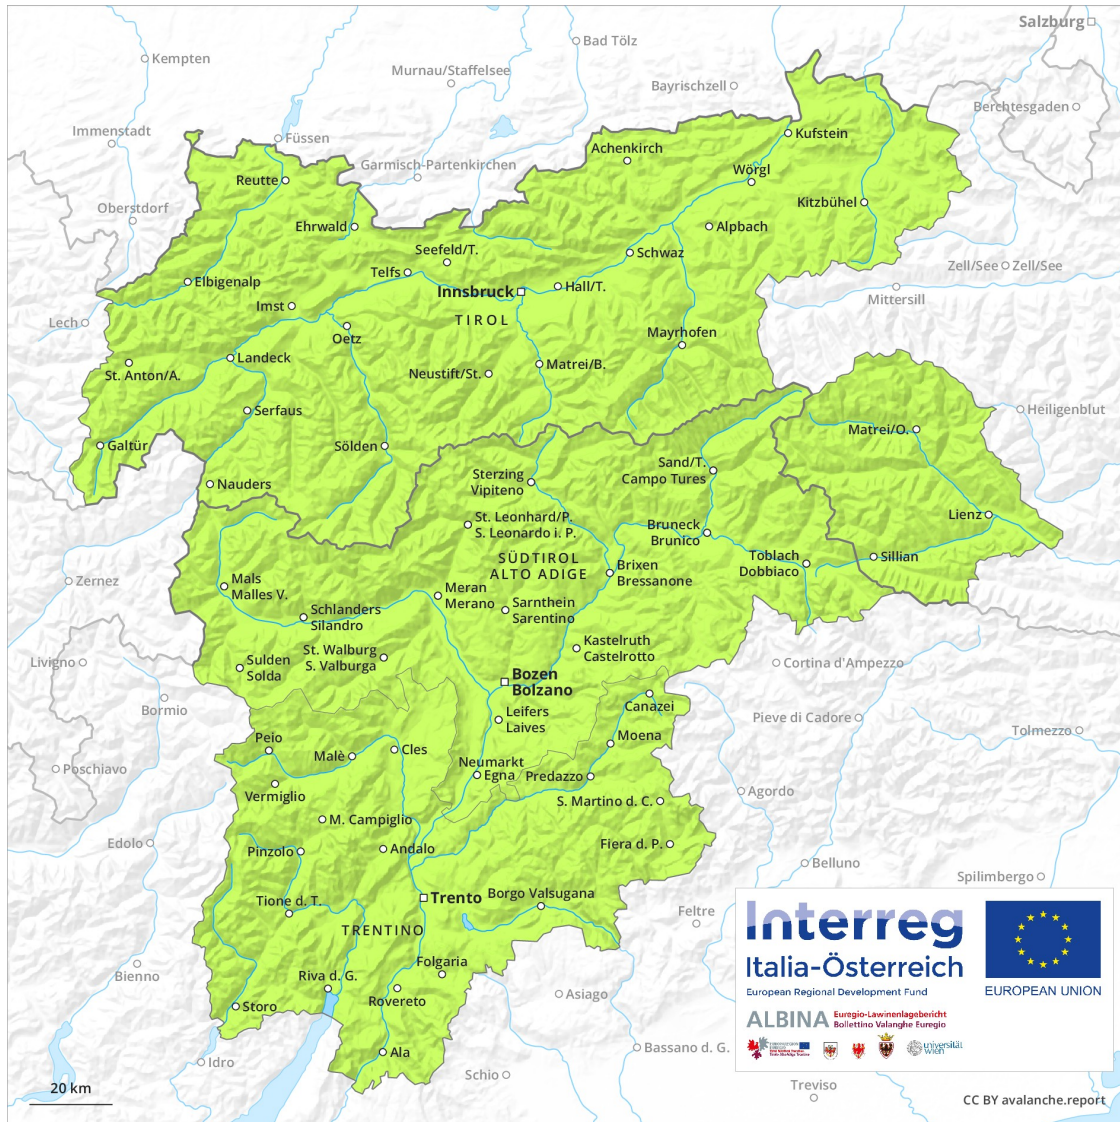 Salzburg
Bad Tölz
Kempten
Murnau/Staffelsee
Bayrischzell
Berchtesgaden
Immenstadt
Füssen
Kufstein
Achenkirch
Garmisch-Partenkirchen
Wörgl
Reutte
Oberstdorf
Kitzbühel
Ehrwald
Alpbach
Seefeld/T.
Schwaz
Zell/See
Zell/See
Telfs
Elbigenalp
Hall/T.
Innsbruck
Mittersill
Imst
TIROL
Lech
Oetz
Mayrhofen
Landeck
Matrei/B.
St. Anton/A.
Neustift/St.
Serfaus
Heiligenblut
Matrei/O.
Galtür
Sölden
Sand/T.
Campo Tures
Sterzing
Vipiteno
Nauders
Lienz
St. Leonhard/P.
S. Leonardo i. P.
Bruneck
Brunico
SÜDTIROL
ALTO ADIGE
Toblach
Dobbiaco
Sillian
Brixen
Bressanone
Zernez
Mals
Malles V.
Meran
Merano
Sarnthein
Sarentino
Schlanders
Silandro
Kastelruth
Castelrotto
St. Walburg
S. Valburga
Livigno
Sulden
Solda
Cortina d'Ampezzo
Bozen
Bolzano
Bormio
Canazei
Leifers
Laives
Pieve di Cadore
Tolmezzo
Peio
Moena
Cles
Malè
Poschiavo
Neumarkt
Egna
Predazzo
Vermiglio
Agordo
S. Martino d. C.
M. Campiglio
Edolo
Pinzolo
Andalo
Fiera d. P.
Belluno
Spilimbergo
Tione d. T.
Trento
Borgo Valsugana
Feltre
TRENTINO
Folgaria
Bienno
Riva d. G.
Rovereto
Asiago
Storo
Ala
Idro
Bassano d. G.
Schio
Treviso
20 km
Interreg
Italia-Österreich
European Regional Development Fund
EUROPEAN UNION
ALBINA
Euregio-Lawinenlagebericht
Bollettino Valanghe Euregio
universität
wien
CC BY avalanche.report